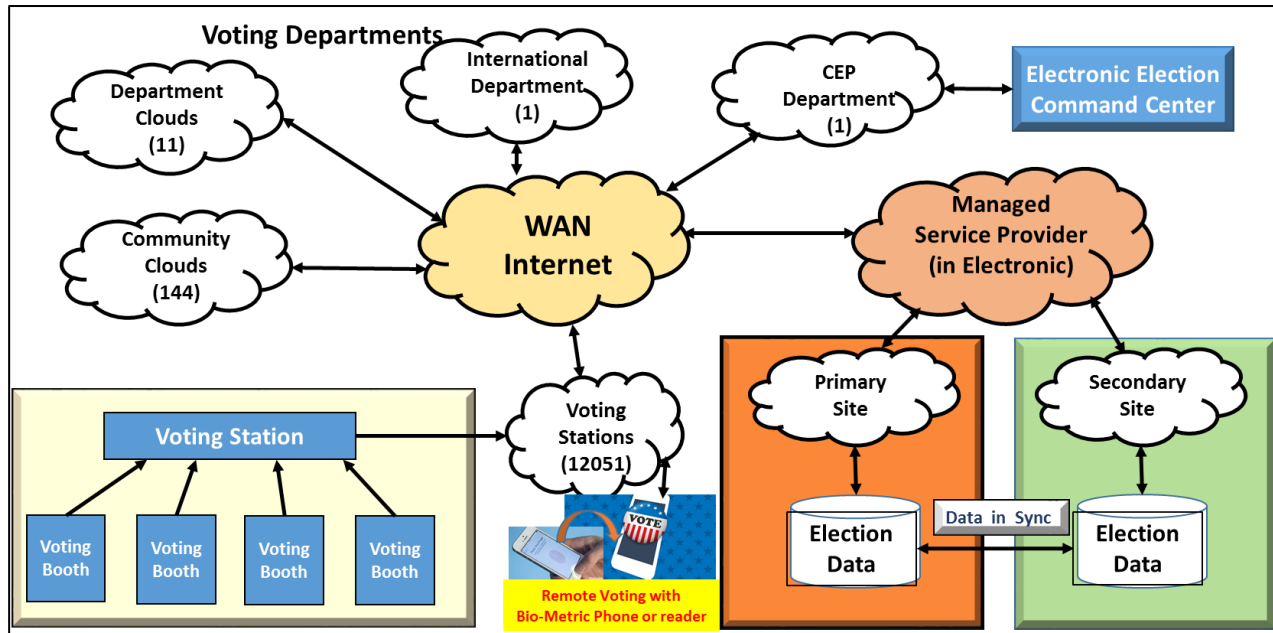 Voting Departments
Department
Clouds
(11)
International
Department
(1)
CEP
Department
(1)
Electronic Election
Command Center
Community
Clouds
(144)
WAN
Internet
Managed
Service Provider
(in Electronic)
Voting Station
Voting
Booth
Voting
Booth
Voting
Booth
Voting
Booth
Voting
Stations
(12051)
VOTE
Remote Voting with
Bio-Metric Phone or reader
Primary
Site
Secondary
Site
Election
Data
Data in Sync
Election
Data